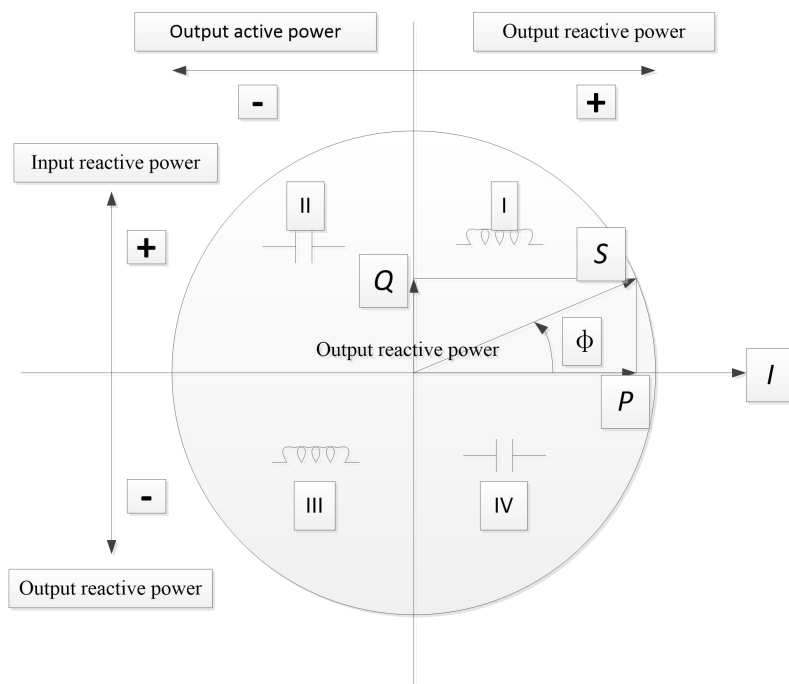 Output active power
Output reactive power
-
+
Input reactive power
II
I
+
S
Q
Output reactive power
ϕ
I
P
-
III
IV
Output reactive power